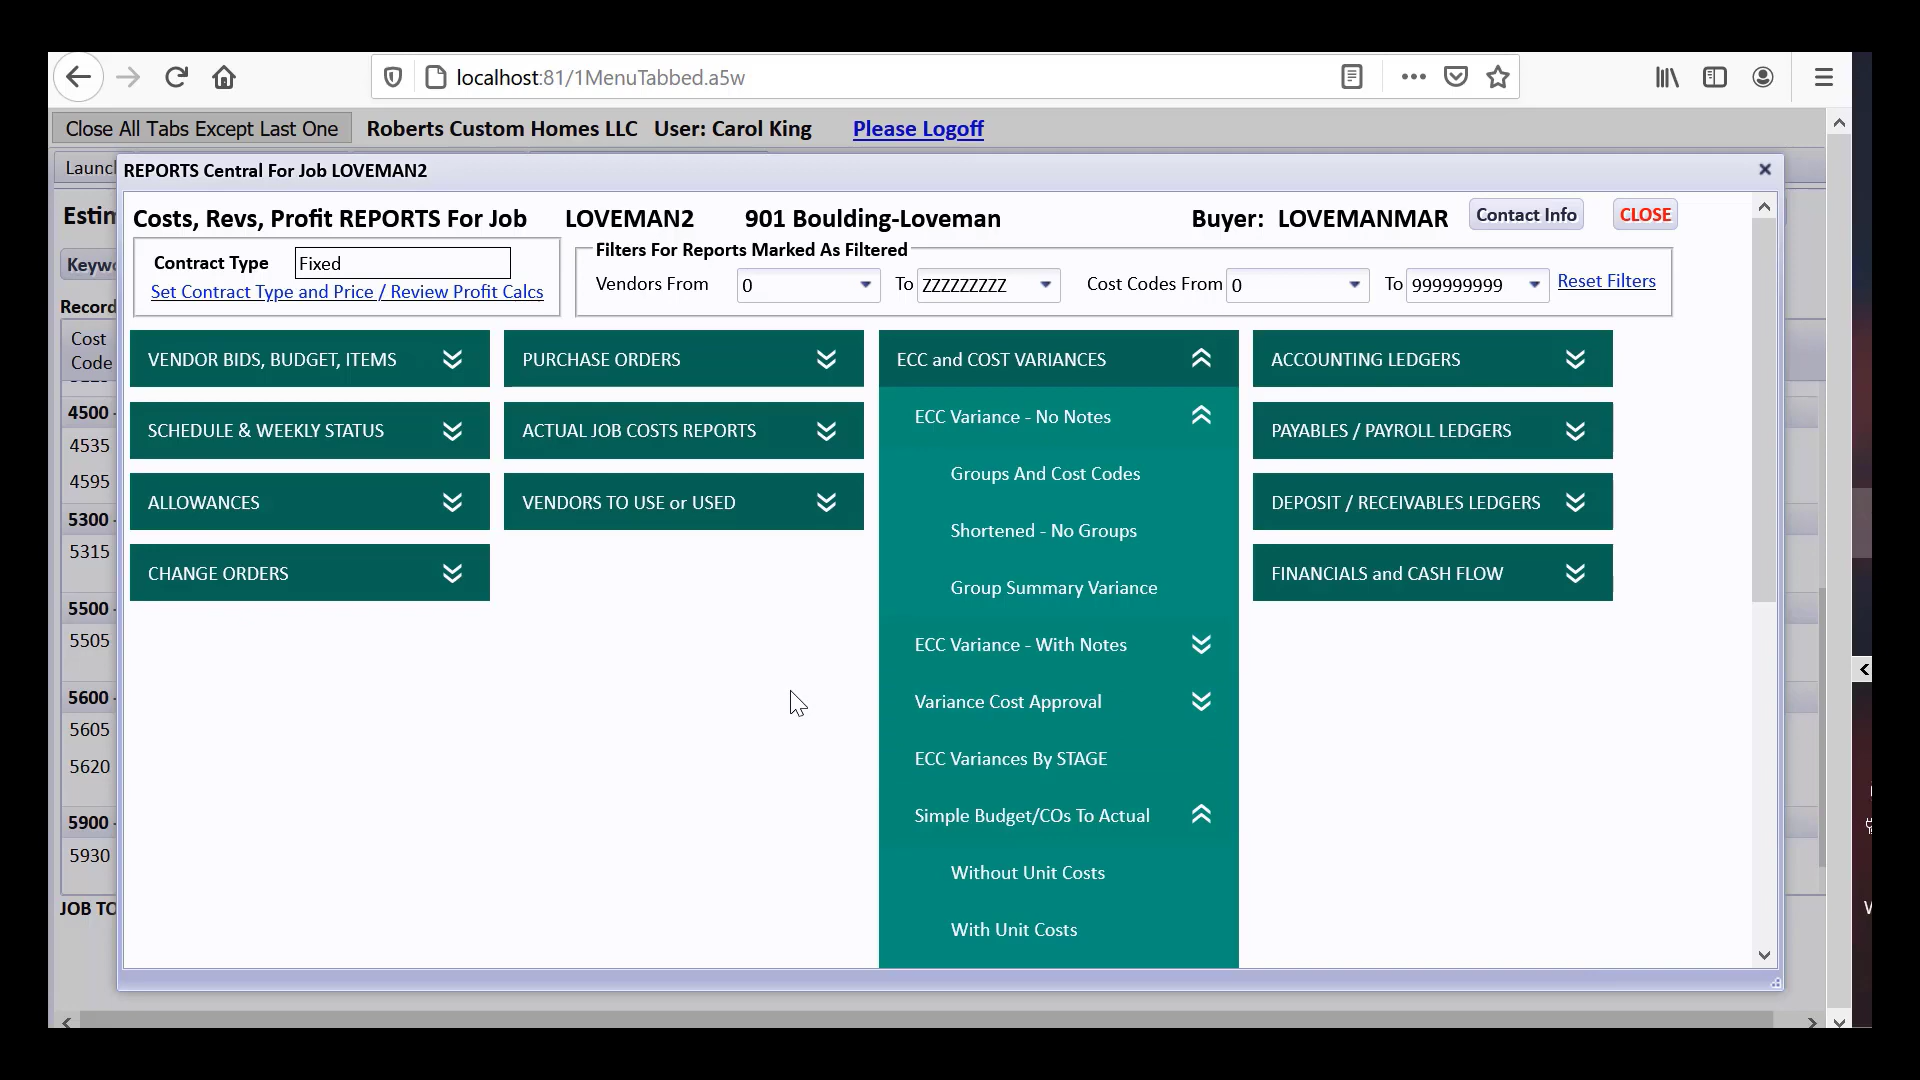 localhost:81/1MenuTabbed.a5w
Close All Tabs Except Last One Roberts Custom Homes LLC User: Carol King Please Logoff
REPORTS Central For Job LOVEMAN2
Costs, Revs, Profit REPORTS For Job LOVEMAN2 901 Boulding-Loveman Buyer: LOVEMANMAR Contact Info CLOSE
Filters For Reports Marked As Filtered
Contract Type Fixed
Vendors From 0 To ZZZZZZZZZ Cost Codes From 0 To 999999999 Reset Filters
Set Contract Type and Price / Review Profit Calcs
Record
Cost
Code
4500
4535
4595
5300
5315
5500
5505
5600
5605
5620
5900
5930
VENDOR BIDS, BUDGET, ITEMS
SCHEDULE & WEEKLY STATUS
ALLOWANCES
CHANGE ORDERS
PURCHASE ORDERS
ACTUAL JOB COSTS REPORTS
VENDORS TO USE or USED
ECC and COST VARIANCES
ECC Variance - No Notes
Groups And Cost Codes
Shortened - No Groups
Group Summary Variance
ECC Variance - With Notes
Variance Cost Approval
ECC Variances By STAGE
Simple Budget/COs To Actual
Without Unit Costs
With Unit Costs
ACCOUNTING LEDGERS
PAYABLES / PAYROLL LEDGERS
DEPOSIT / RECEIVABLES LEDGERS
FINANCIALS and CASH FLOW